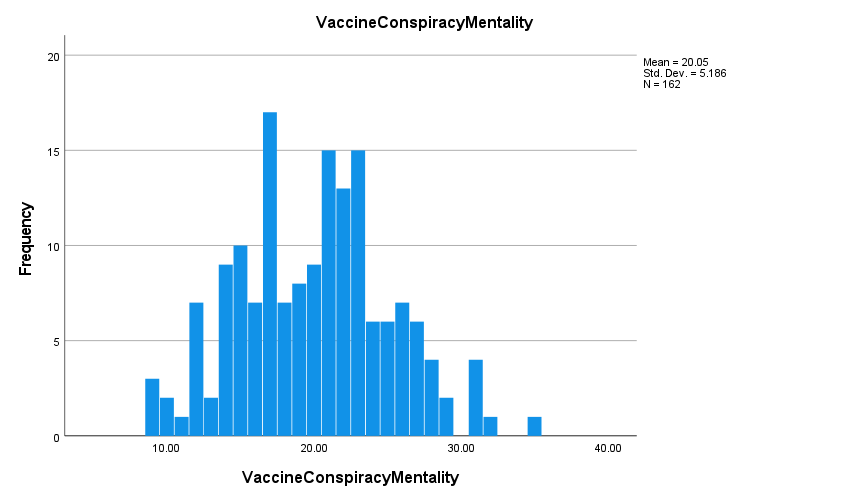 VaccineConspiracyMentality
Mean = 20.05
Std. Dev. = 5.186
N = 162
20
15
10
5
0
Frequency
10.00 20.00 30.00 40.00
VaccineConspiracyMentality